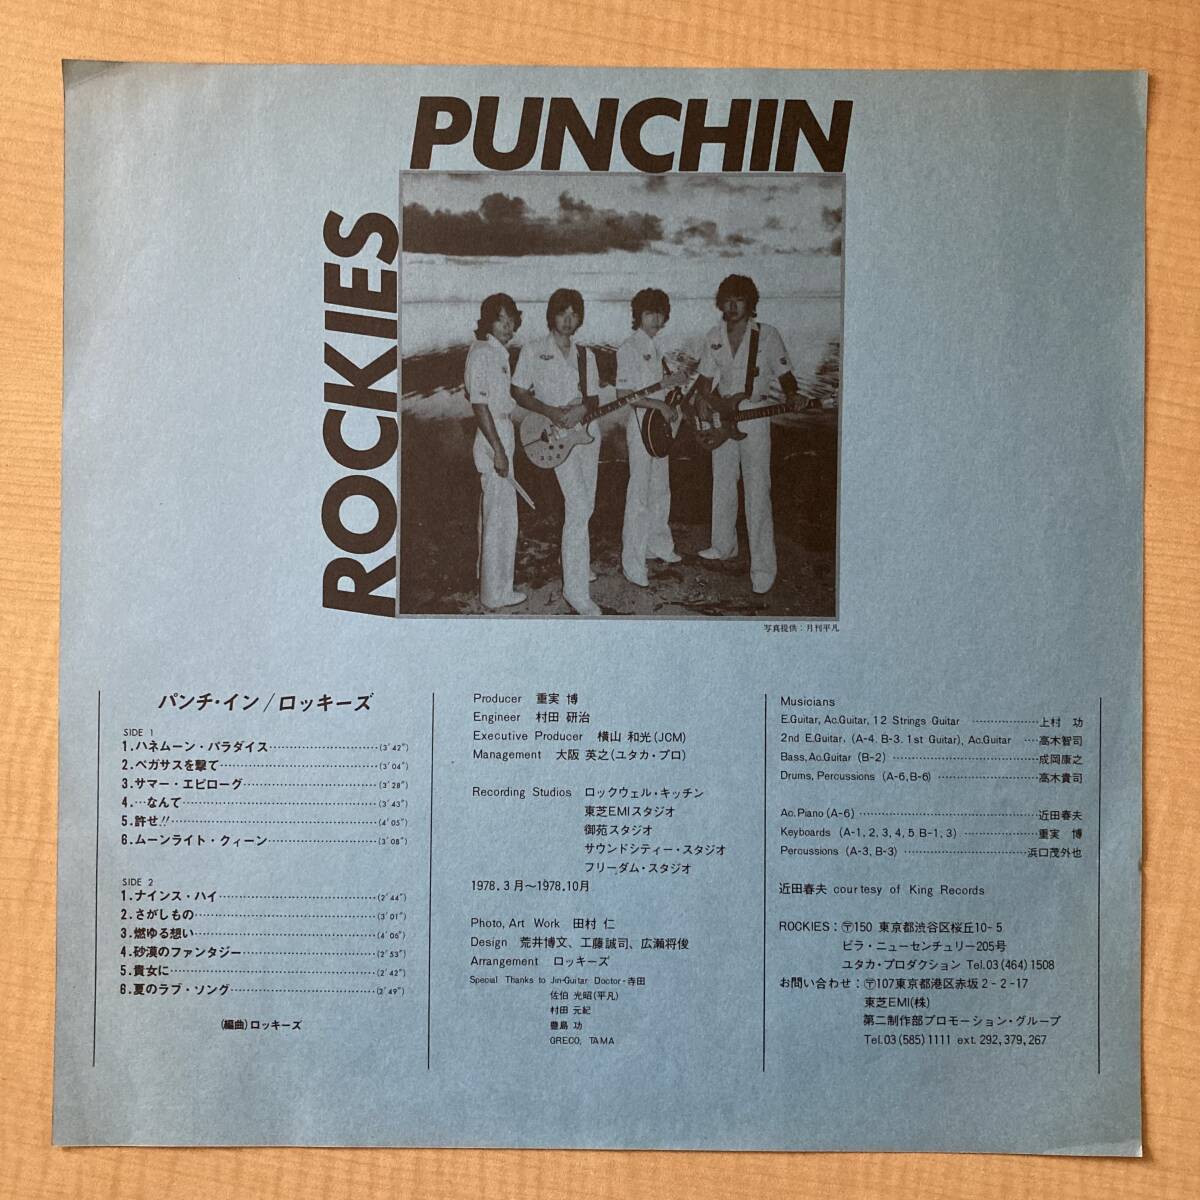 PUNCHIN
ROCKIES
写真提供：月刊平凡
パンチ・イン/ロッキーズ
SIDE 1
1.ハネムーン・パラダイス (3′42″)
2.ペガサスを撃て (3′04″)
3.サマー・エピローグ (3′28″)
4.…なんて (3′43″)
5.許せ!! (4′05″)
6.ムーンライト・クィーン (3′08″)
SIDE 2
1.ナインス・ハイ (2′44″)
2.さがしもの (3′01″)
3.燃ゆる想い (4′06″)
4.砂漠のファンタジー (2′53″)
5.貴女に (2′42″)
6.夏のラブ・ソング (2′49″)
(編曲)ロッキーズ
Producer 重実 博
Engineer 村田 研治
Executive Producer 横山 和光(JCM)
Management 大阪 英之(ユタカ・プロ)
Recording Studios ロックウェル・キッチン
東芝EMIスタジオ
御苑スタジオ
サウンドシティー・スタジオ
フリーダム・スタジオ
1978.3月〜1978.10月
Photo, Art Work 田村 仁
Design 荒井博文、工藤誠司、広瀬将俊
Arrangement ロッキーズ
Special Thanks to Jin-Guitar Doctor・寺田
佐伯 光昭(平凡)
村田 元紀
豊島 功
GRECO, TAMA
Musicians
E.Guitar, Ac.Guitar, 12 Strings Guitar 上村 功
2nd E.Guitar, (A-4. B-3. 1st Guitar), Ac.Guitar 高木智司
Bass, Ac.Guitar (B-2) 成岡康之
Drums, Percussions (A-6, B-6) 高木貴司
Ac. Piano (A-6) 近田春夫
Keyboards (A-1, 2, 3, 4, 5 B-1, 3) 重実 博
Percussions (A-3, B-3) 浜口茂外也
近田春夫 courtesy of King Records
ROCKIES：〶150 東京都渋谷区桜丘10-5
ビラ・ニューセンチュリー205号
ユタカ・プロダクション Tel.03(464)1508
お問い合わせ：〶107東京都港区赤坂2-2-17
東芝EMI(株)
第二制作部プロモーション・グループ
Tel.03(585)1111 ext. 292,379,267